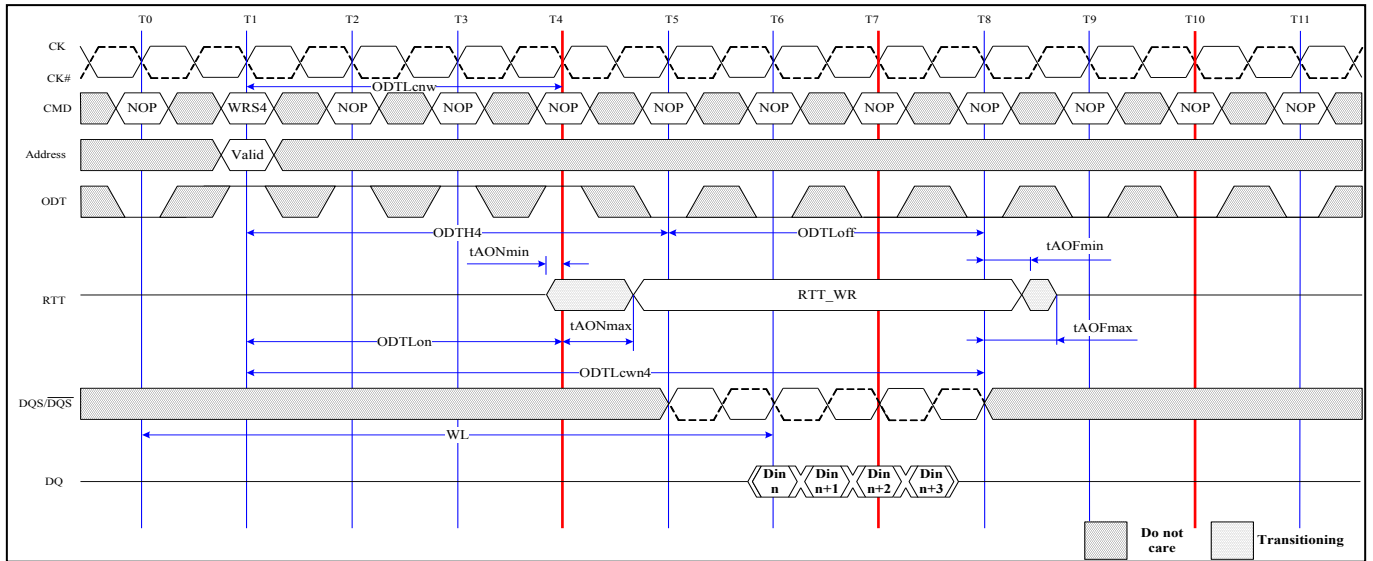 T0 T1 T2 T3 T4 T5 T6 T7 T8 T9 T10 T11
CK
CK#
ODTLcnw
CMD NOP WRS4 NOP NOP NOP NOP NOP NOP NOP NOP NOP NOP
Address Valid
ODT
ODTH4 ODTLoff
tAONmin tAOFmin
RTT RTT_WR
tAONmax tAOFmax
ODTLon
ODTLcwn4
DQS/DQS
WL
DQ
Din n
Din n+1
Din n+2
Din n+3
Do not care
Transitioning